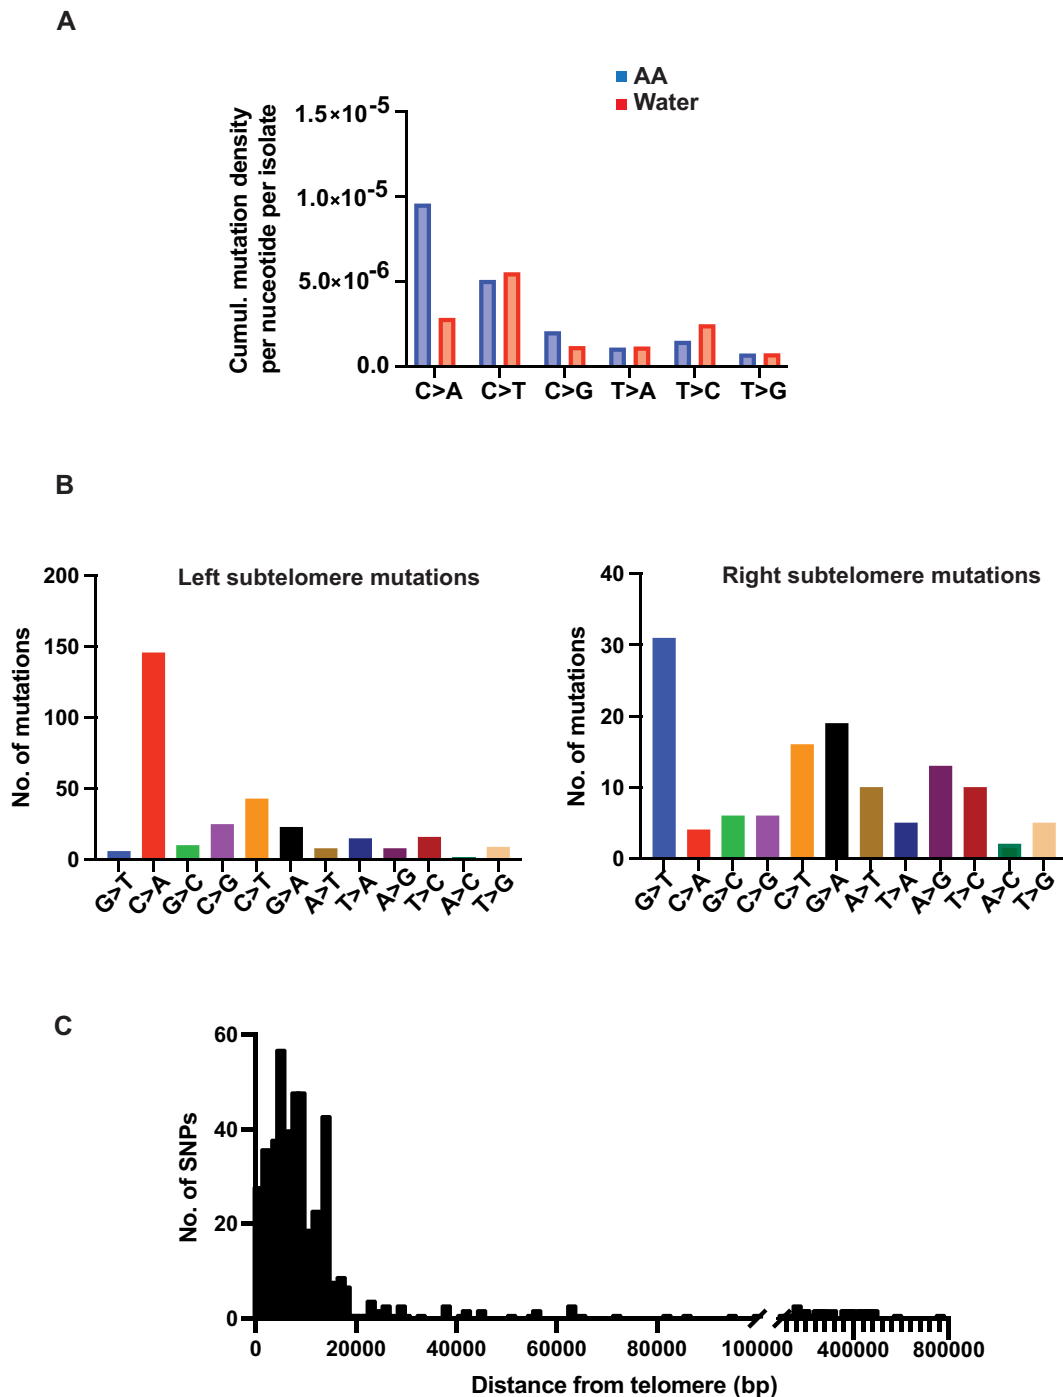 A
AA
Water
Cumul. mutation density
per nuceotide per isolate
1.5×10-5
1.0×10-5
5.0×10-6
0.0
C>A C>T C>G T>A T>C T>G
B
Left subtelomere mutations
No. of mutations
200
150
100
50
0
G>T C>A G>C C>G C>T G>A A>T T>A A>G T>C A>C T>G
Right subtelomere mutations
No. of mutations
40
30
20
10
0
G>T C>A G>C C>G C>T G>A A>T T>A A>G T>C A>C T>G
C
No. of SNPs
60
40
20
0
0 20000 40000 60000 80000 100000 400000 800000
Distance from telomere (bp)